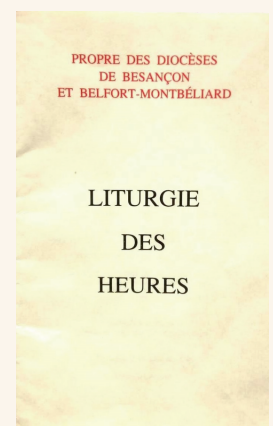 PROPRE DES DIOCÈSES
DE BESANÇON
ET BELFORT-MONTBÉLIARD
LITURGIE
DES
HEURES